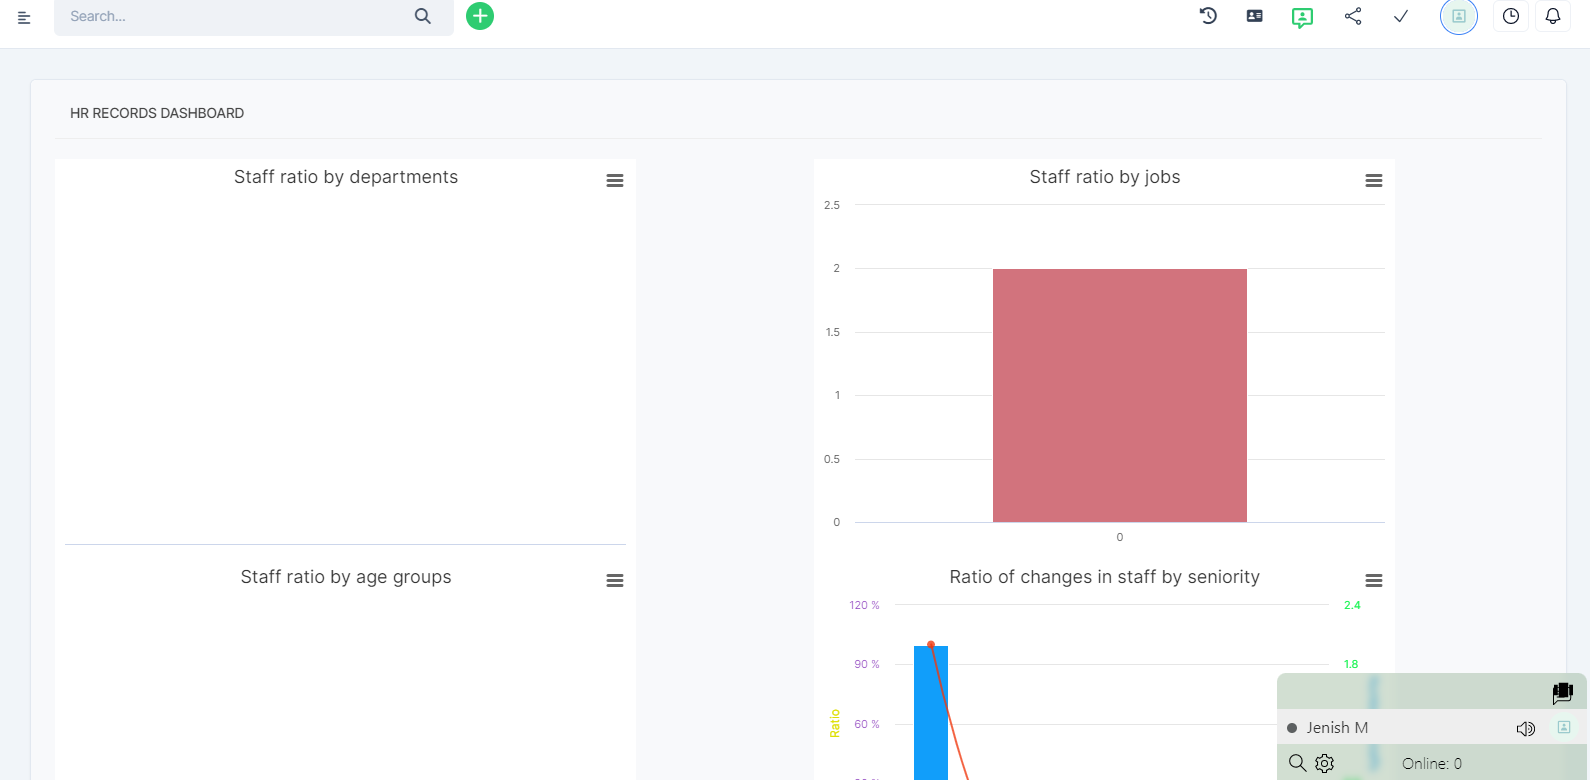 Search...
HR RECORDS DASHBOARD
Staff ratio by departments
Staff ratio by jobs
2.5
2
1.5
1
0.5
0
0
Staff ratio by age groups
Ratio of changes in staff by seniority
120 %
90 %
60 %
Ratio
2.4
1.8
Jenish M
Online: 0